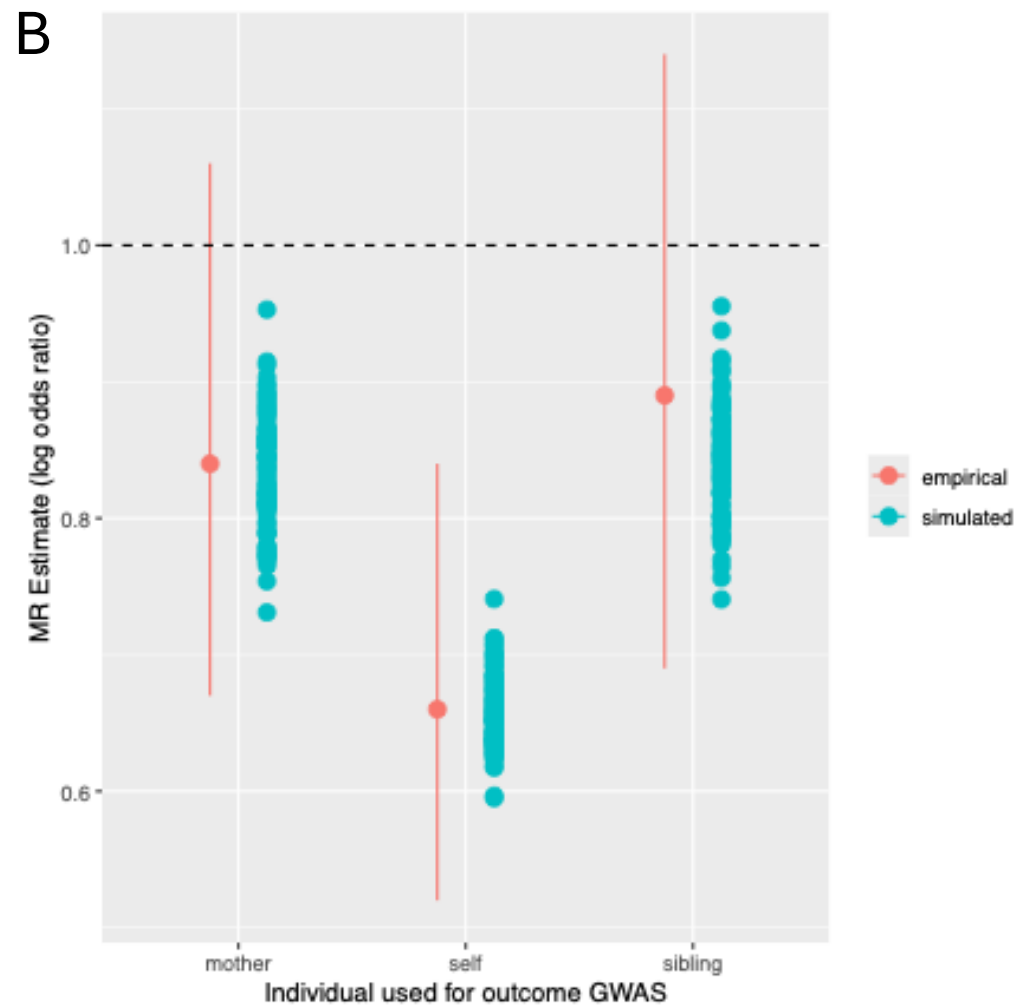 B
MR Estimate (log odds ratio)
1.0
0.8
0.6
mother self sibling
Individual used for outcome GWAS
empirical
simulated